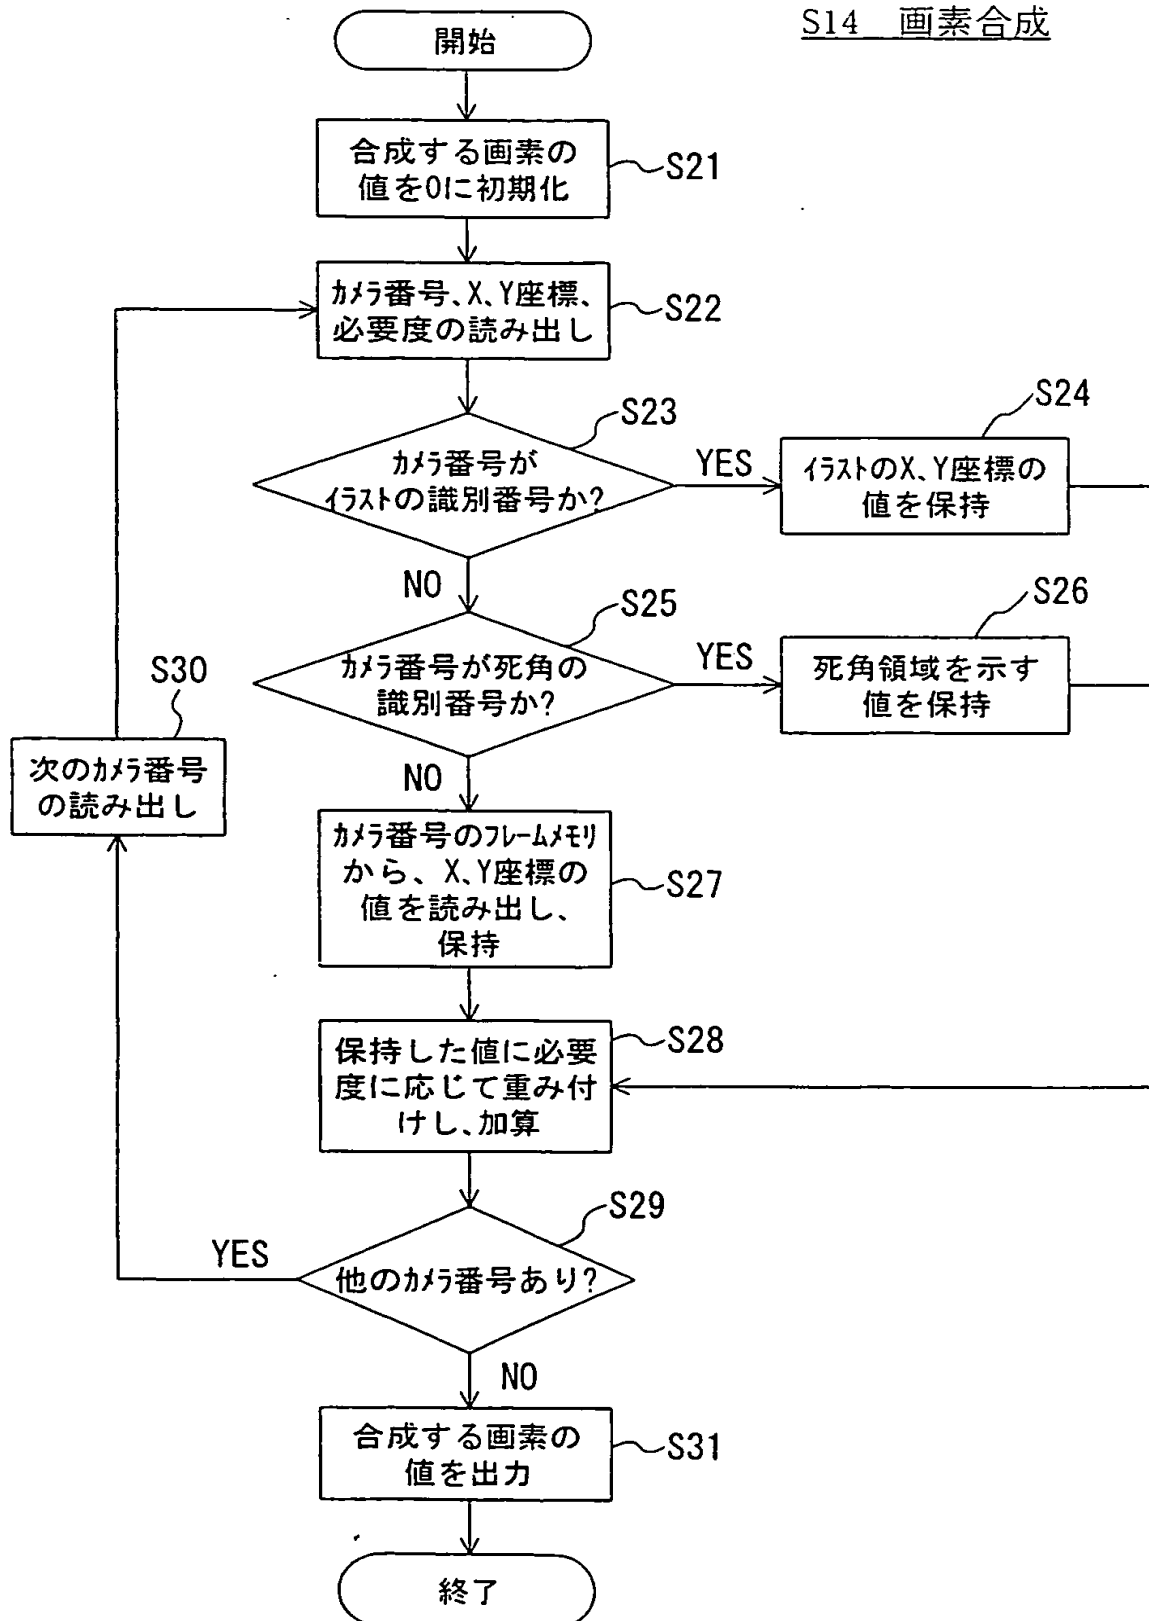 S14 画素合成
開始
合成する画素の
値を0に初期化
S21
カメラ番号、X、Y座標、
必要度の読み出し
S22
S23
カメラ番号が
イラストの識別番号か?
YES
S24
イラストのX、Y座標の
値を保持
NO
S25
カメラ番号が死角の
識別番号か?
YES
S26
死角領域を示す
値を保持
S30
次のカメラ番号
の読み出し
NO
カメラ番号のフレームメモリ
から、X、Y座標の
値を読み出し、
保持
S27
保持した値に必要
度に応じて重み付
けし、加算
S28
S29
YES
他のカメラ番号あり?
NO
合成する画素の
値を出力
S31
終了